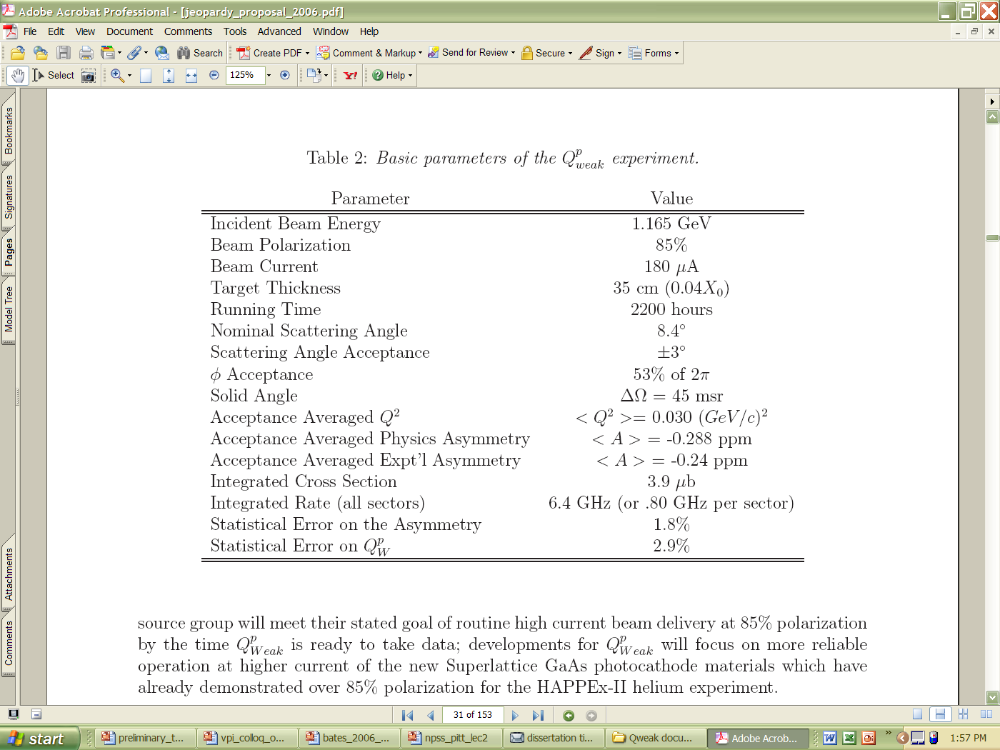 Adobe Acrobat Professional - [jeopardy_proposal_2006.pdf]
File Edit View Document Comments Tools Advanced Window Help
Search Create PDF Comment & Markup Send for Review Secure Sign Forms
Select 125% Y! Help
Bookmarks
Signatures
Pages
Model Tree
Attachments
Comments
Table 2: Basic parameters of the Q^p_weak experiment.
Parameter Value
Incident Beam Energy 1.165 GeV
Beam Polarization 85%
Beam Current 180 μA
Target Thickness 35 cm (0.04X₀)
Running Time 2200 hours
Nominal Scattering Angle 8.4°
Scattering Angle Acceptance ±3°
ϕ Acceptance 53% of 2π
Solid Angle ΔΩ = 45 msr
Acceptance Averaged Q² < Q² >= 0.030 (GeV/c)²
Acceptance Averaged Physics Asymmetry < A > = -0.288 ppm
Acceptance Averaged Expt'l Asymmetry < A > = -0.24 ppm
Integrated Cross Section 3.9 μb
Integrated Rate (all sectors) 6.4 GHz (or .80 GHz per sector)
Statistical Error on the Asymmetry 1.8%
Statistical Error on Q^p_W 2.9%
source group will meet their stated goal of routine high current beam delivery at 85% polarization
by the time Q^p_Weak is ready to take data; developments for Q^p_Weak will focus on more reliable
operation at higher current of the new Superlattice GaAs photocathode materials which have
already demonstrated over 85% polarization for the HAPPEx-II helium experiment.
31 of 153
start preliminary_t... vpi_colloq_o... bates_2006_... npss_pitt_lec2 dissertation ti... Qweak docu... Adobe Acrob... » 1:57 PM